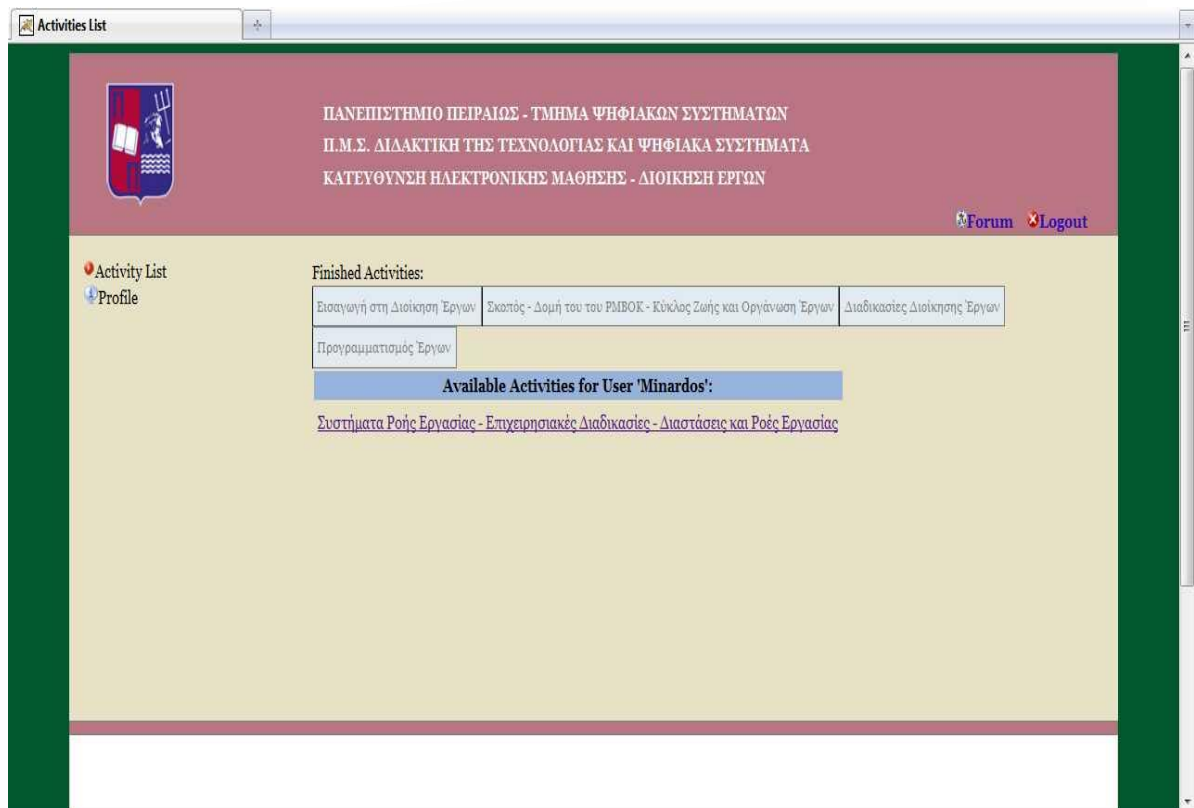 Activities List
ΠΑΝΕΠΙΣΤΗΜΙΟ ΠΕΙΡΑΙΩΣ - ΤΜΗΜΑ ΨΗΦΙΑΚΩΝ ΣΥΣΤΗΜΑΤΩΝ
Π.Μ.Σ. ΔΙΔΑΚΤΙΚΗ ΤΗΣ ΤΕΧΝΟΛΟΓΙΑΣ ΚΑΙ ΨΗΦΙΑΚΑ ΣΥΣΤΗΜΑΤΑ
ΚΑΤΕΥΘΥΝΣΗ ΗΛΕΚΤΡΟΝΙΚΗΣ ΜΑΘΗΣΗΣ - ΔΙΟΙΚΗΣΗ ΕΡΓΩΝ
Forum Logout
Activity List
Profile
Finished Activities:
Εισαγωγή στη Διοίκηση Έργων Σκοπός - Δομή του του PMBOK - Κύκλος Ζωής και Οργάνωση Έργων Διαδικασίες Διοίκησης Έργων
Προγραμματισμός Έργων
Available Activities for User 'Minardos':
Συστήματα Ροής Εργασίας - Επιχειρησιακές Διαδικασίες - Διαστάσεις και Ροές Εργασίας